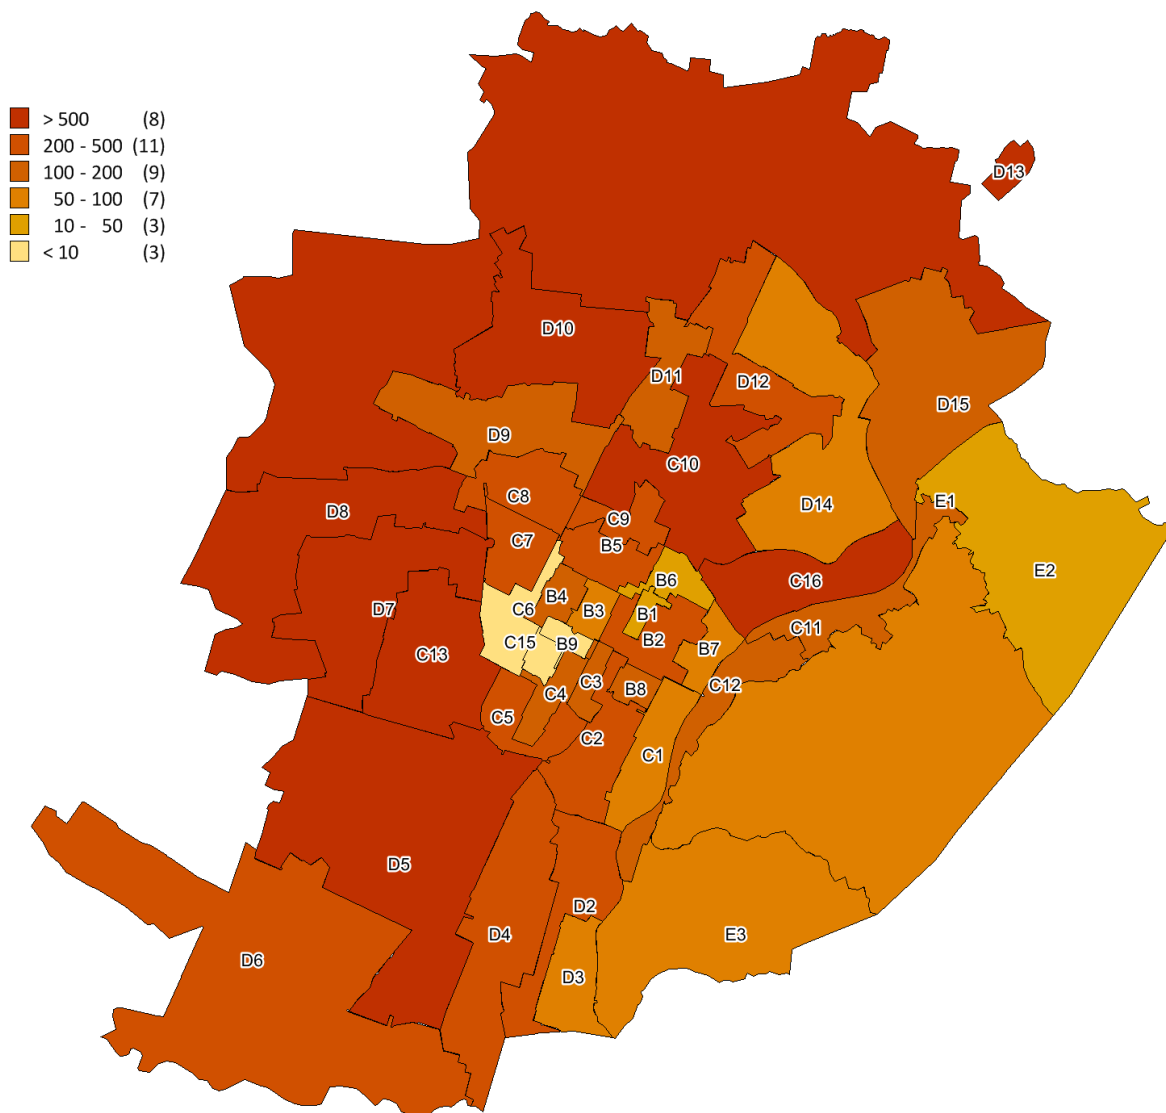 > 500 (8)
200 - 500 (11)
100 - 200 (9)
50 - 100 (7)
10 - 50 (3)
< 10 (3)
D13
D10
D11
D12
D15
D9
C10
C8
D14
E1
D8
C9
C7
B5
E2
B6
C16
D7
C6
B4
B3
B1
C11
C15
B9
B2
B7
C13
C3
C12
C4
B8
C5
C2
C1
D5
D2
D4
E3
D6
D3